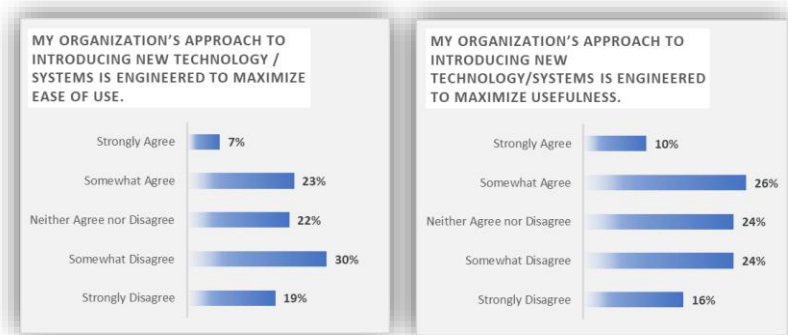 MY ORGANIZATION'S APPROACH TO
INTRODUCING NEW TECHNOLOGY /
SYSTEMS IS ENGINEERED TO MAXIMIZE
EASE OF USE.
Strongly Agree 7%
Somewhat Agree 23%
Neither Agree nor Disagree 22%
Somewhat Disagree 30%
Strongly Disagree 19%
MY ORGANIZATION'S APPROACH TO
INTRODUCING NEW
TECHNOLOGY/SYSTEMS IS ENGINEERED
TO MAXIMIZE USEFULNESS.
Strongly Agree 10%
Somewhat Agree 26%
Neither Agree nor Disagree 24%
Somewhat Disagree 24%
Strongly Disagree 16%